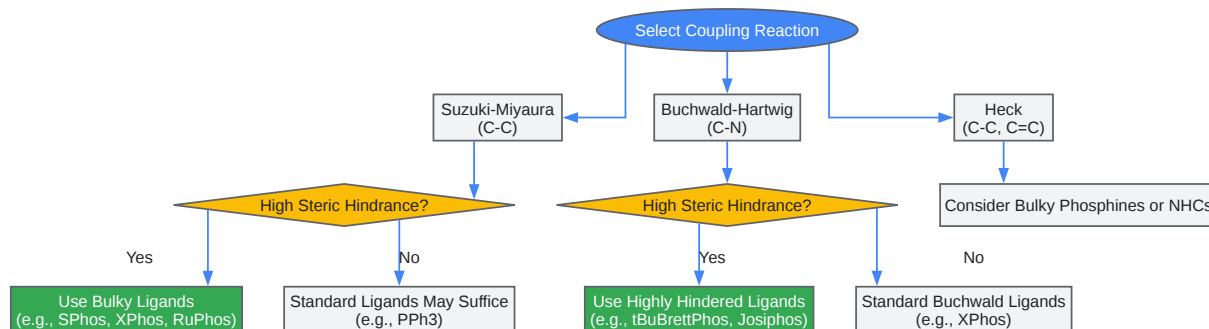 Select Coupling Reaction
Suzuki-Miyaura
(C-C)
Buchwald-Hartwig
(C-N)
Heck
(C-C, C=C)
High Steric Hindrance?
High Steric Hindrance?
Consider Bulky Phosphines or NHCs
Yes
No
Yes
No
Use Bulky Ligands
(e.g., SPhos, XPhos, RuPhos)
Standard Ligands May Suffice
(e.g., PPh3)
Use Highly Hindered Ligands
(e.g., tBuBrettPhos, Josiphos)
Standard Buchwald Ligands
(e.g., XPhos)